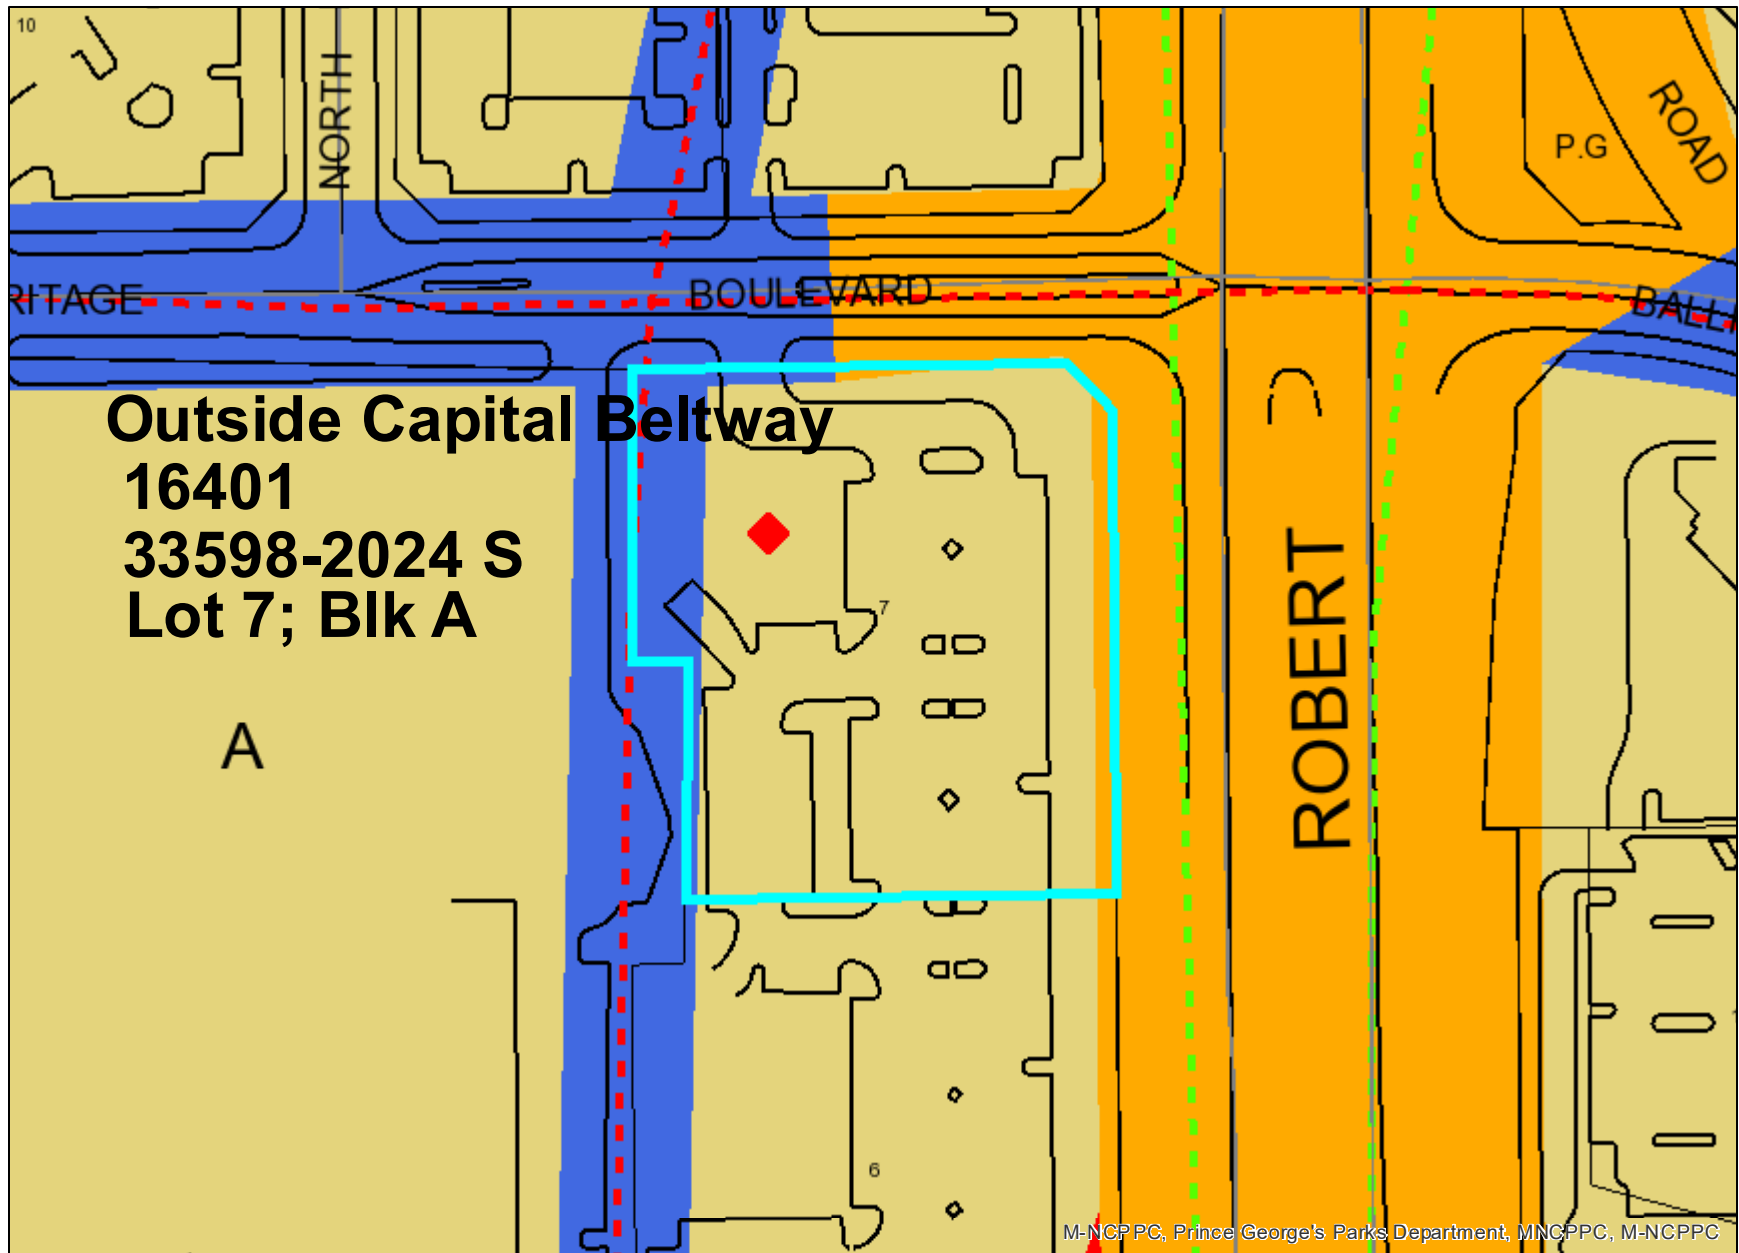 10
NORTH
ROAD
P.G
RITAGE
BOULEVARD
BALLI
Outside Capital Beltway
16401
33598-2024 S
Lot 7; Blk A
7
ROBERT
A
6
M-NCPPC, Prince George's Parks Department, MNCPPC, M-NCPPC